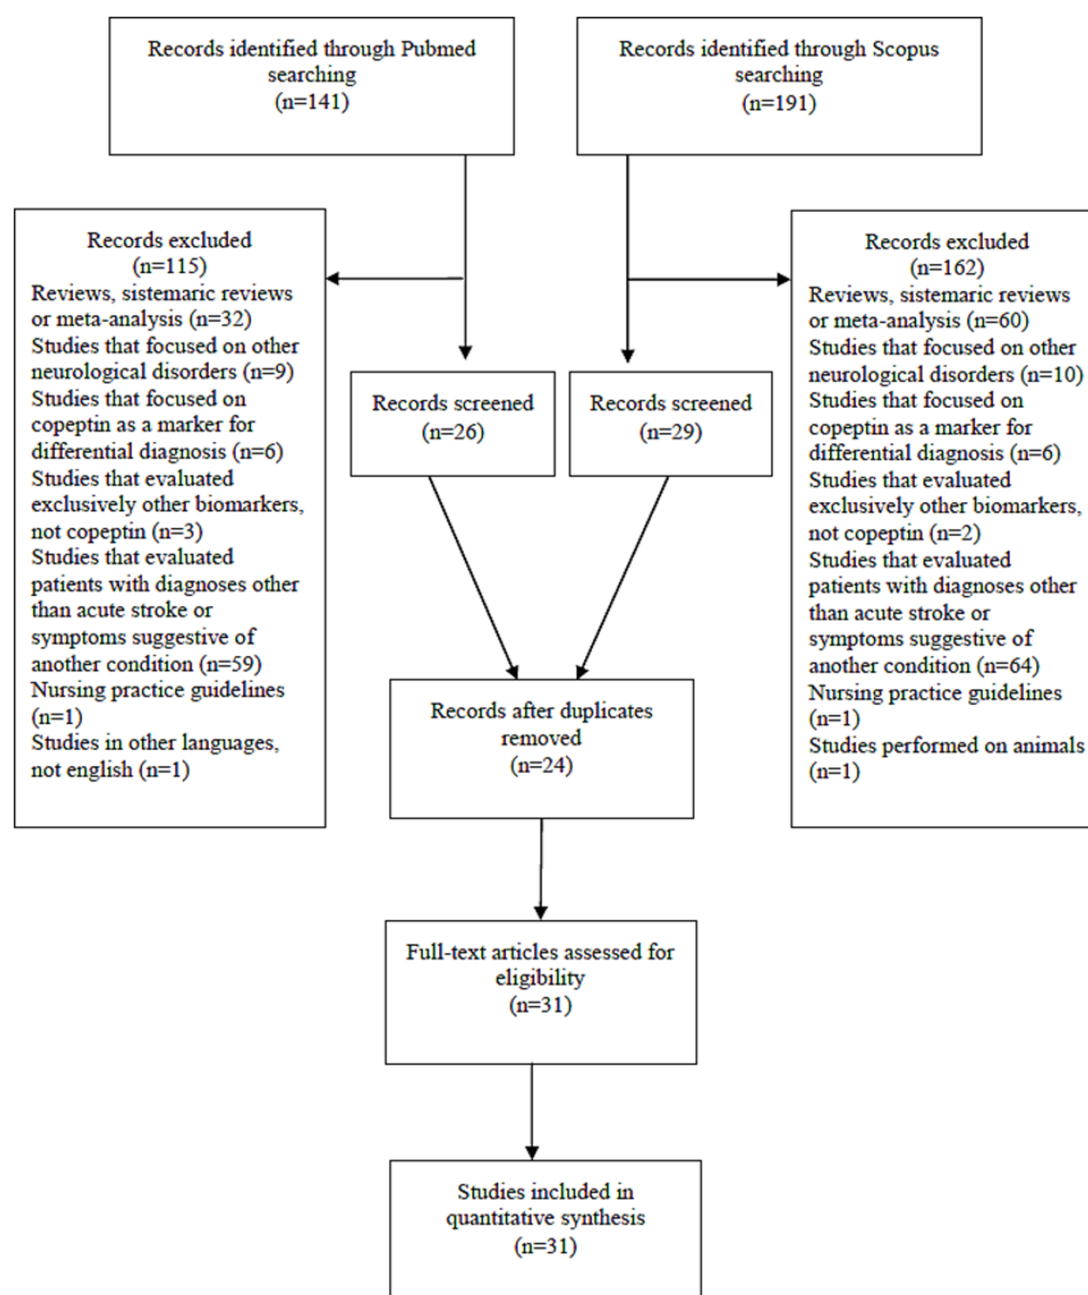 Records identified through Pubmed
searching
(n=141)
Records identified through Scopus
searching
(n=191)
Records excluded
(n=115)
Reviews, sistemaric reviews
or meta-analysis (n=32)
Studies that focused on other
neurological disorders (n=9)
Studies that focused on
copeptin as a marker for
differential diagnosis (n=6)
Studies that evaluated
exclusively other biomarkers,
not copeptin (n=3)
Studies that evaluated
patients with diagnoses other
than acute stroke or
symptoms suggestive of
another condition (n=59)
Nursing practice guidelines
(n=1)
Studies in other languages,
not english (n=1)
Records excluded
(n=162)
Reviews, sistemaric reviews
or meta-analysis (n=60)
Studies that focused on other
neurological disorders (n=10)
Studies that focused on
copeptin as a marker for
differential diagnosis (n=6)
Studies that evaluated
exclusively other biomarkers,
not copeptin (n=2)
Studies that evaluated
patients with diagnoses other
than acute stroke or
symptoms suggestive of
another condition (n=64)
Nursing practice guidelines
(n=1)
Studies performed on animals
(n=1)
Records screened
(n=26)
Records screened
(n=29)
Records after duplicates
removed
(n=24)
Full-text articles assessed for
eligibility
(n=31)
Studies included in
quantitative synthesis
(n=31)